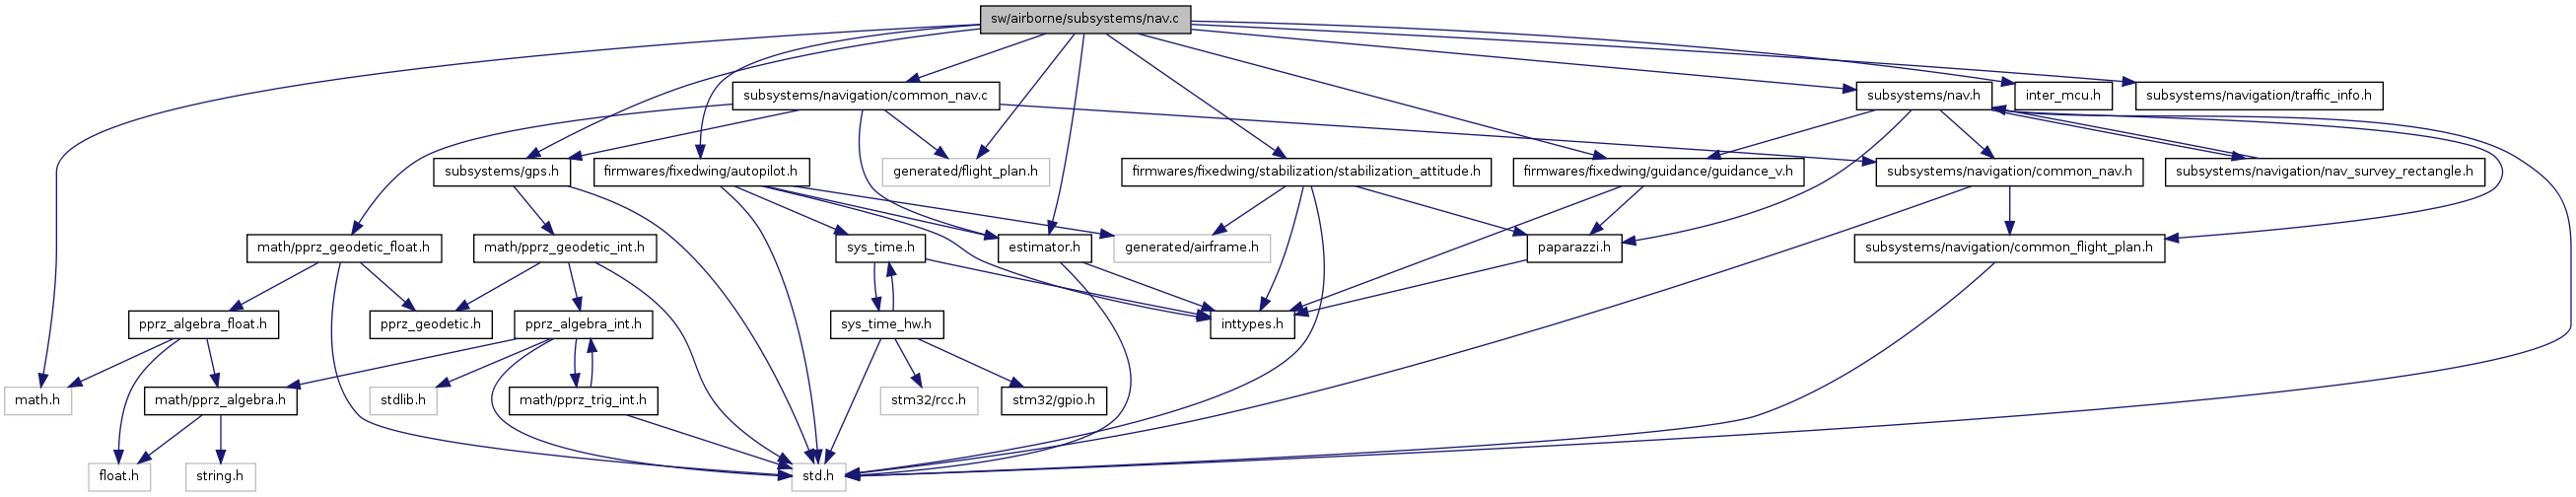 sw/airborne/subsystems/nav.c
subsystems/navigation/common_nav.c
subsystems/nav.h
inter_mcu.h
subsystems/navigation/traffic_info.h
subsystems/gps.h
firmwares/fixedwing/autopilot.h
generated/flight_plan.h
firmwares/fixedwing/stabilization/stabilization_attitude.h
firmwares/fixedwing/guidance/guidance_v.h
subsystems/navigation/common_nav.h
subsystems/navigation/nav_survey_rectangle.h
math/pprz_geodetic_float.h
math/pprz_geodetic_int.h
sys_time.h
estimator.h
generated/airframe.h
paparazzi.h
subsystems/navigation/common_flight_plan.h
pprz_algebra_float.h
pprz_geodetic.h
pprz_algebra_int.h
sys_time_hw.h
inttypes.h
math.h
math/pprz_algebra.h
stdlib.h
math/pprz_trig_int.h
stm32/rcc.h
stm32/gpio.h
float.h
string.h
std.h